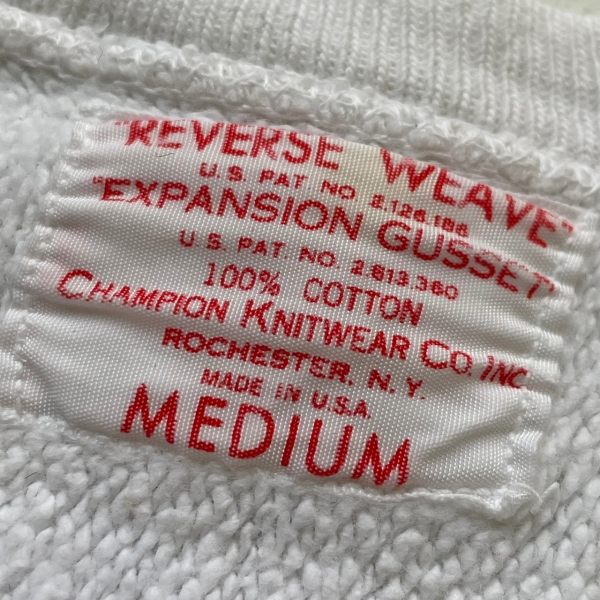 "REVERSE WEAVE"
U.S. PAT NO 2.126.186
"EXPANSION GUSSET"
U.S. PAT. NO. 2.613.360
100% COTTON
CHAMPION KNITWEAR CO. INC.
ROCHESTER, N.Y.
MADE IN U.S.A.
MEDIUM